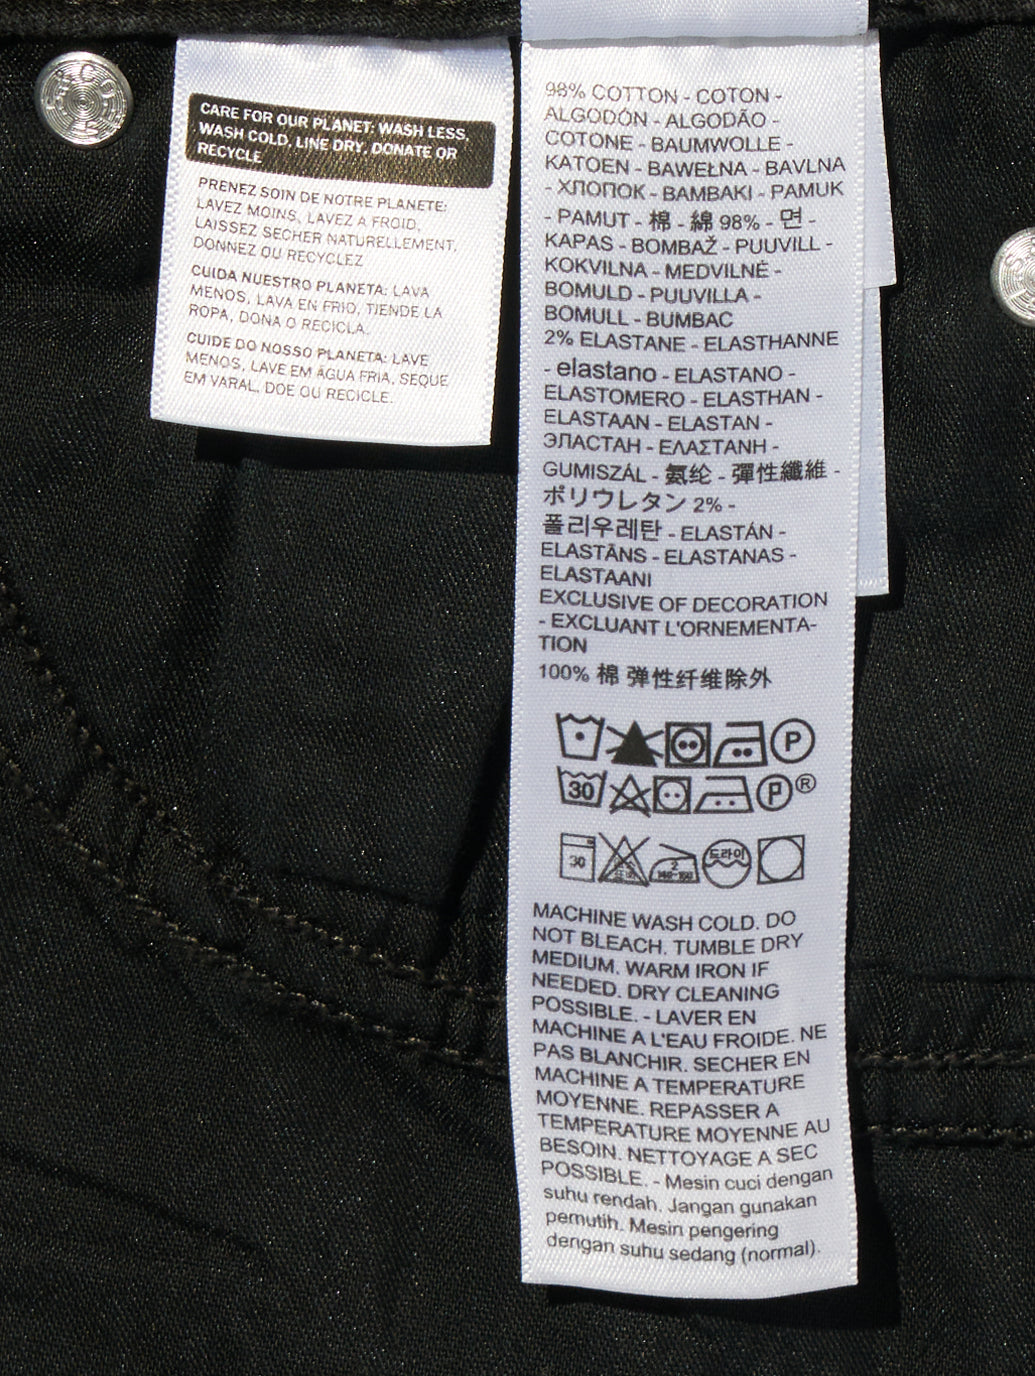 CARE FOR OUR PLANET: WASH LESS,
WASH COLD, LINE DRY, DONATE OR
RECYCLE
PRENEZ SOIN DE NOTRE PLANETE:
LAVEZ MOINS, LAVEZ A FROID,
LAISSEZ SECHER NATURELLEMENT,
DONNEZ OU RECYCLEZ
CUIDA NUESTRO PLANETA: LAVA
MENOS, LAVA EN FRIO, TIENDE LA
ROPA, DONA O RECICLA.
CUIDE DO NOSSO PLANETA: LAVE
MENOS, LAVE EM ÁGUA FRIA, SEQUE
EM VARAL, DOE OU RECICLE.
98% COTTON - COTON -
ALGODÓN - ALGODÃO -
COTONE - BAUMWOLLE -
KATOEN - BAWEŁNA - BAVLNA
- ХЛОПОК - BAMBAKI - PAMUK
- PAMUT - 棉 - 綿 98% - 면 -
KAPAS - BOMBAŽ - PUUVILL -
KOKVILNA - MEDVILNĖ -
BOMULD - PUUVILLA -
BOMULL - BUMBAC
2% ELASTANE - ELASTHANNE
- elastano - ELASTANO -
ELASTOMERO - ELASTHAN -
ELASTAAN - ELASTAN -
ЭЛАСТАН - ΕΛΑΣΤΑΝΗ -
GUMISZÁL - 氨纶 - 彈性纖維 -
ポリウレタン 2% -
폴리우레탄 - ELASTÁN -
ELASTĀNS - ELASTANAS -
ELASTAANI
EXCLUSIVE OF DECORATION
- EXCLUANT L'ORNEMENTA-
TION
100% 棉 弹性纤维除外
P
30 P ®
30 2 드라이
MACHINE WASH COLD. DO
NOT BLEACH. TUMBLE DRY
MEDIUM. WARM IRON IF
NEEDED. DRY CLEANING
POSSIBLE. - LAVER EN
MACHINE A L'EAU FROIDE. NE
PAS BLANCHIR. SECHER EN
MACHINE A TEMPERATURE
MOYENNE. REPASSER A
TEMPERATURE MOYENNE AU
BESOIN. NETTOYAGE A SEC
POSSIBLE. - Mesin cuci dengan
suhu rendah. Jangan gunakan
pemutih. Mesin pengering
dengan suhu sedang (normal).